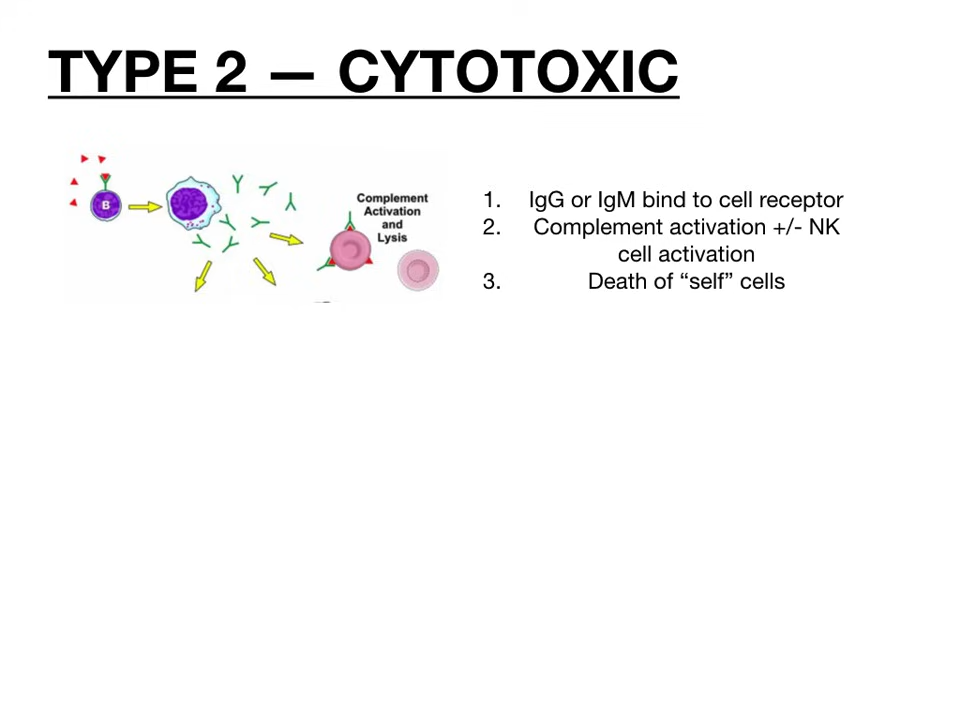 TYPE 2 — CYTOTOXIC
B
Complement
Activation
and
Lysis
1. IgG or IgM bind to cell receptor
2. Complement activation +/- NK
cell activation
3. Death of “self” cells